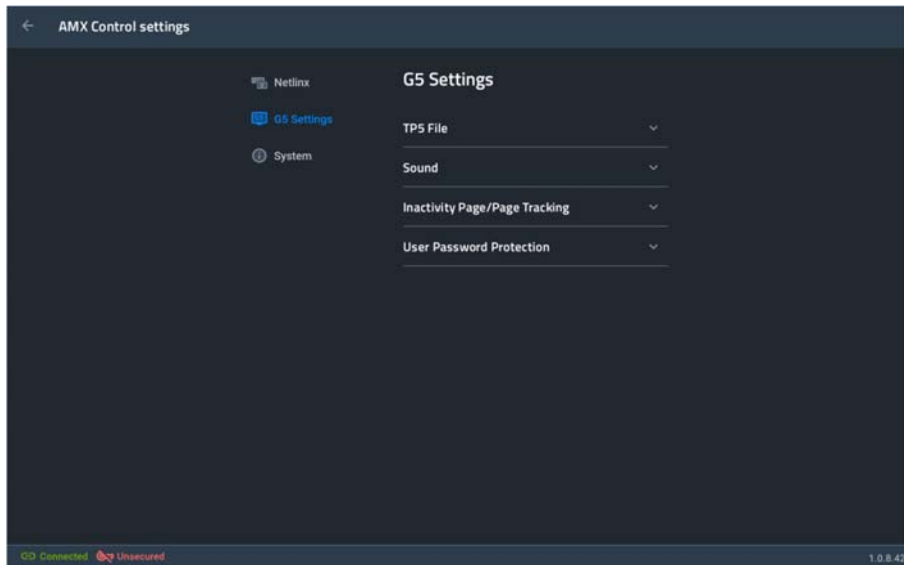 AMX Control settings
Netlinx
G5 Settings
System
G5 Settings
TP5 File
Sound
Inactivity Page/Page Tracking
User Password Protection
Connected
Unsecured
1.0.8.42